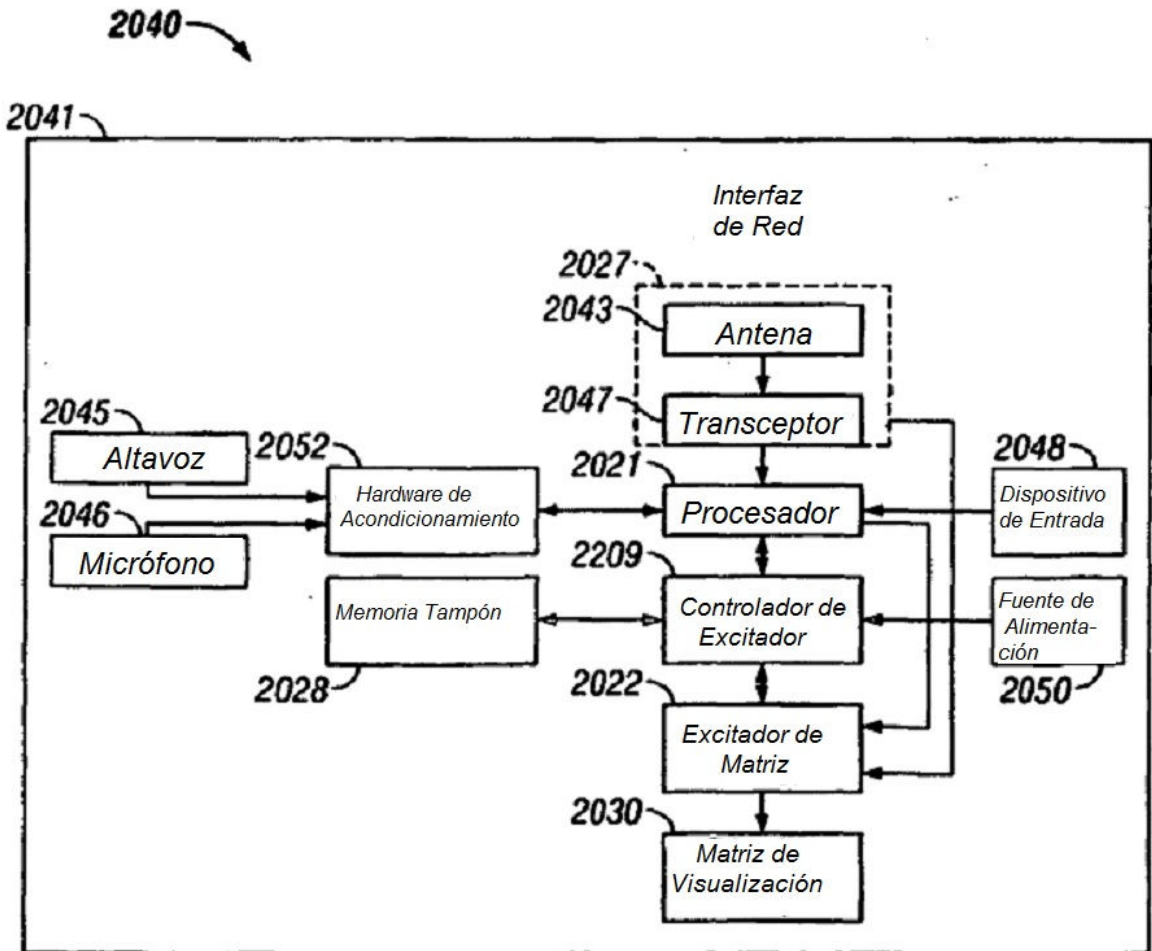 2040
2041
Interfaz
de Red
2027
2043
Antena
2047
Transceptor
2045
Altavoz
2052
2021
2048
Hardware de
Acondicionamiento
Procesador
Dispositivo
de Entrada
2046
Micrófono
2209
Memoria Tampón
Controlador de
Excitador
Fuente de
Alimenta-
ción
2028
2022
2050
Excitador de
Matriz
2030
Matriz de
Visualización